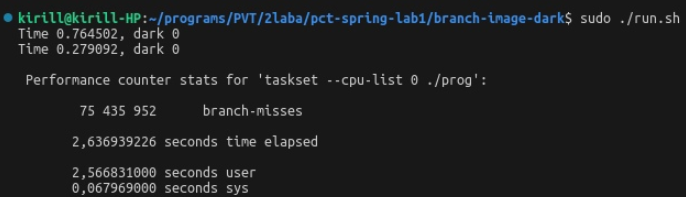 kirill@kirill-HP:~/programs/PVT/2laba/pct-spring-lab1/branch-image-dark$ sudo ./run.sh
Time 0.764502, dark 0
Time 0.279092, dark 0
Performance counter stats for 'taskset --cpu-list 0 ./prog':
75 435 952 branch-misses
2,636939226 seconds time elapsed
2,566831000 seconds user
0,067969000 seconds sys